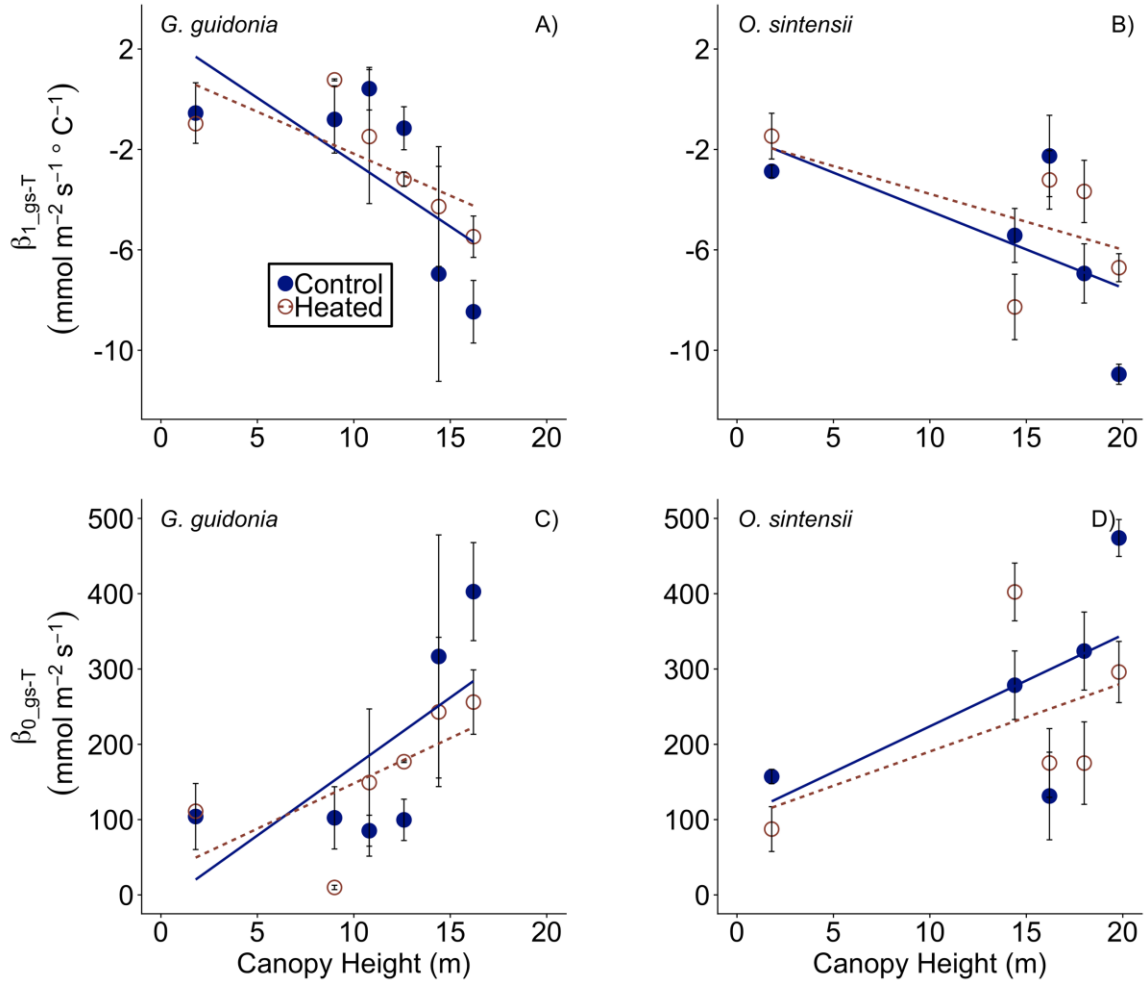 G. guidonia
A)
2
-2
-6
-10
β1_gs-T
(mmol m−2 s−1 ° C−1)
Control
Heated
0 5 10 15 20
O. sintensii
B)
2
-2
-6
-10
0 5 10 15 20
G. guidonia
C)
500
400
300
200
100
0
β0_gs-T
(mmol m−2 s−1)
0 5 10 15 20
Canopy Height (m)
O. sintensii
D)
500
400
300
200
100
0
0 5 10 15 20
Canopy Height (m)